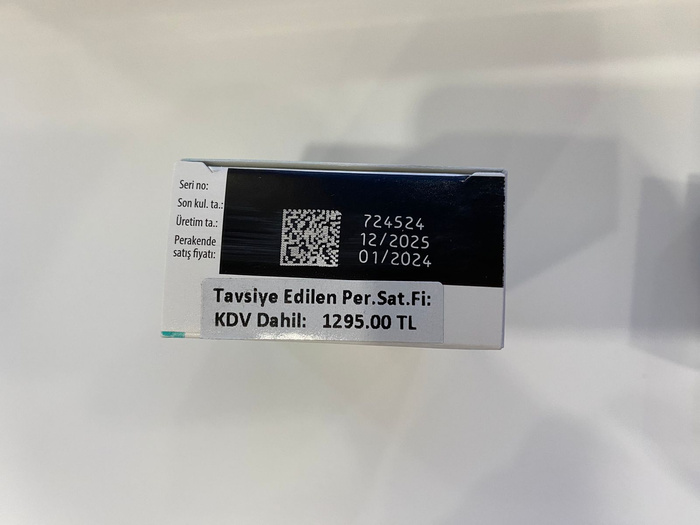 Seri no:
Son kul. ta.:
Üretim ta.:
Perakende
satış fiyatı:
724524
12/2025
01/2024
Tavsiye Edilen Per.Sat.Fi:
KDV Dahil: 1295.00 TL